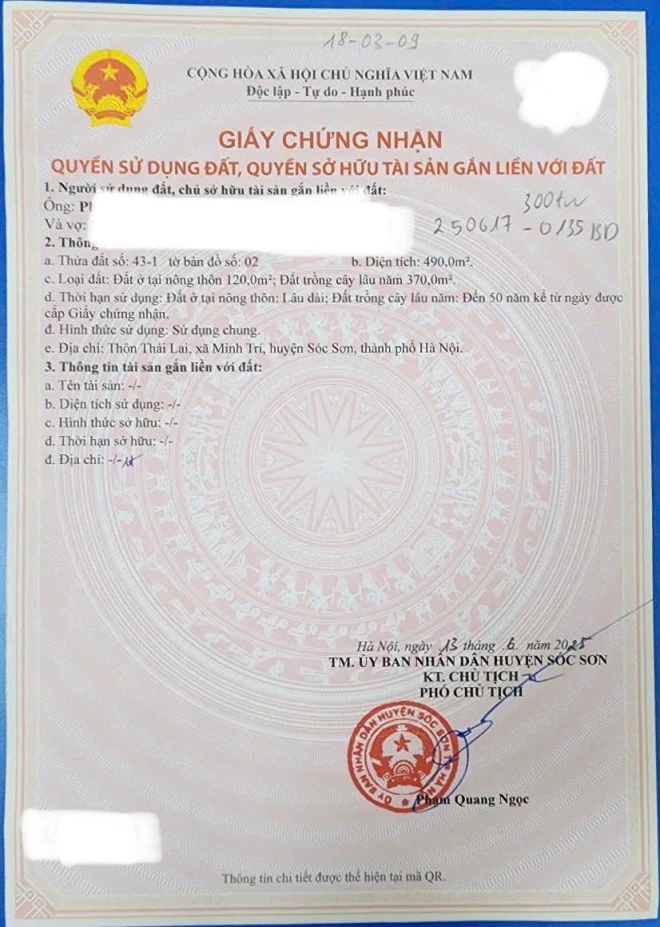 18-03-09
CỘNG HÒA XÃ HỘI CHỦ NGHĨA VIỆT NAM
Độc lập - Tự do - Hạnh phúc
GIẤY CHỨNG NHẬN
QUYỀN SỬ DỤNG ĐẤT, QUYỀN SỞ HỮU TÀI SẢN GẮN LIỀN VỚI ĐẤT
1. Người sử dụng đất, chủ sở hữu tài sản gắn liền với đất:
Ông:
300tr
Và vợ:
250617-0135
2. Thông
a. Thửa đất số: 43-1 tờ bản đồ số: 02 b. Diện tích: 490,0m².
c. Loại đất: Đất ở tại nông thôn 120,0m²; Đất trồng cây lâu năm 370,0m².
d. Thời hạn sử dụng: Đất ở tại nông thôn: Lâu dài; Đất trồng cây lâu năm: Đến 50 năm kể từ ngày được
cấp Giấy chứng nhận.
đ. Hình thức sử dụng: Sử dụng chung.
e. Địa chỉ: Thôn Thái Lai, xã Minh Trí, huyện Sóc Sơn, thành phố Hà Nội.
3. Thông tin tài sản gắn liền với đất:
a. Tên tài sản: -/-
b. Diện tích sử dụng: -/-
c. Hình thức sở hữu: -/-
d. Thời hạn sở hữu: -/-
đ. Địa chỉ: -/-
Hà Nội, ngày 13 tháng 6 năm 2025
TM. ỦY BAN NHÂN DÂN HUYỆN SÓC SƠN
KT. CHỦ TỊCH
PHÓ CHỦ TỊCH
ỦY BAN NHÂN DÂN HUYỆN SÓC SƠN
Phạm Quang Ngọc
Thông tin chi tiết được thể hiện tại mã QR.